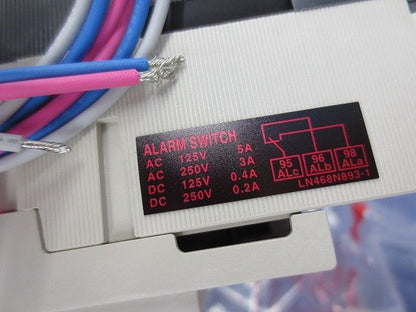 ALARM SWITCH
AC 125V 5A
AC 250V 3A
DC 125V 0.4A
DC 250V 0.2A
95 96 98
ALc ALb ALa
LN468N893-1